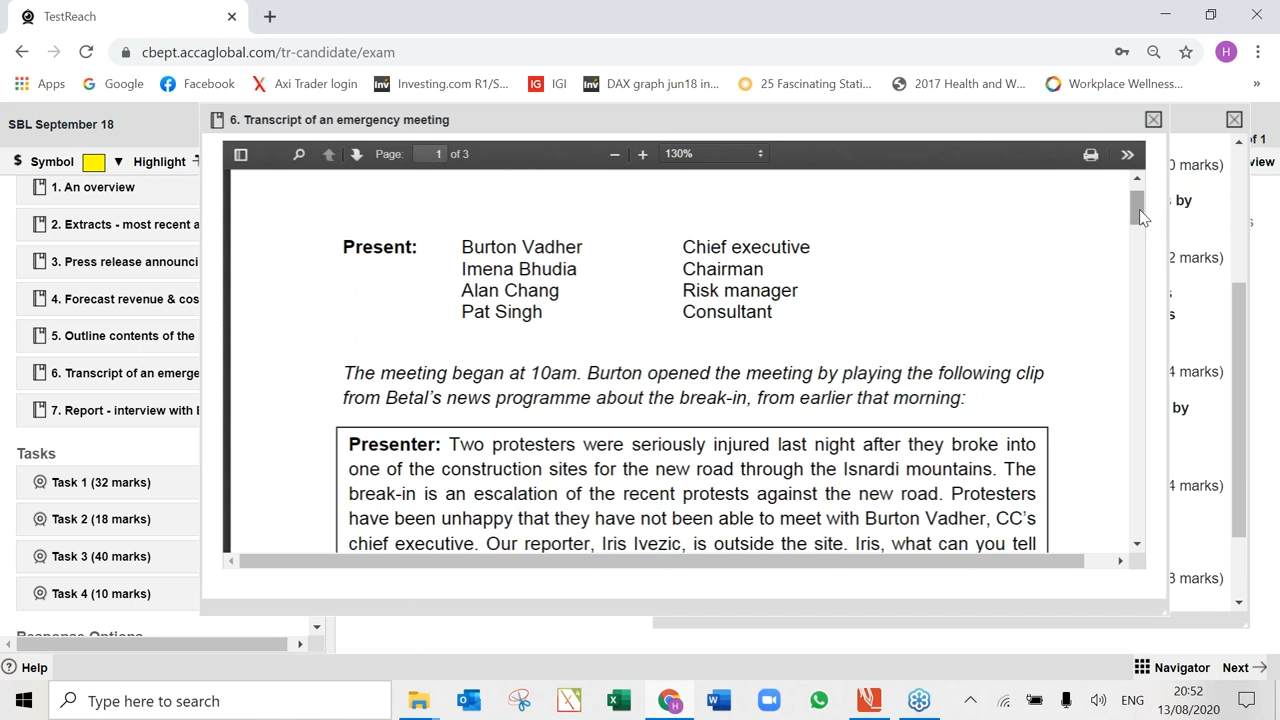 TestReach
cbept.accaglobal.com/tr-candidate/exam
H
Apps
Google
Facebook
Axi Trader login
Investing.com R1/S...
IG
IGI
DAX graph jun18 in...
25 Fascinating Stati...
2017 Health and W...
Workplace Wellness...
»
SBL September 18
6. Transcript of an emergency meeting
of 1
$ Symbol
Highlight
view
Page: 1 of 3
130%
0 marks)
s by
2 marks)
4 marks)
by
4 marks)
3 marks)
1. An overview
2. Extracts - most recent a
3. Press release announci
4. Forecast revenue & cos
5. Outline contents of the
6. Transcript of an emerge
7. Report - interview with
Tasks
Task 1 (32 marks)
Task 2 (18 marks)
Task 3 (40 marks)
Task 4 (10 marks)
Present: Burton Vadher Chief executive
Imena Bhudia Chairman
Alan Chang Risk manager
Pat Singh Consultant
The meeting began at 10am. Burton opened the meeting by playing the following clip
from Betal's news programme about the break-in, from earlier that morning:
Presenter: Two protesters were seriously injured last night after they broke into
one of the construction sites for the new road through the Isnardi mountains. The
break-in is an escalation of the recent protests against the new road. Protesters
have been unhappy that they have not been able to meet with Burton Vadher, CC's
chief executive. Our reporter, Iris Ivezic, is outside the site. Iris, what can you tell
Help
Navigator
Next
Type here to search
ENG
20:52
13/08/2020